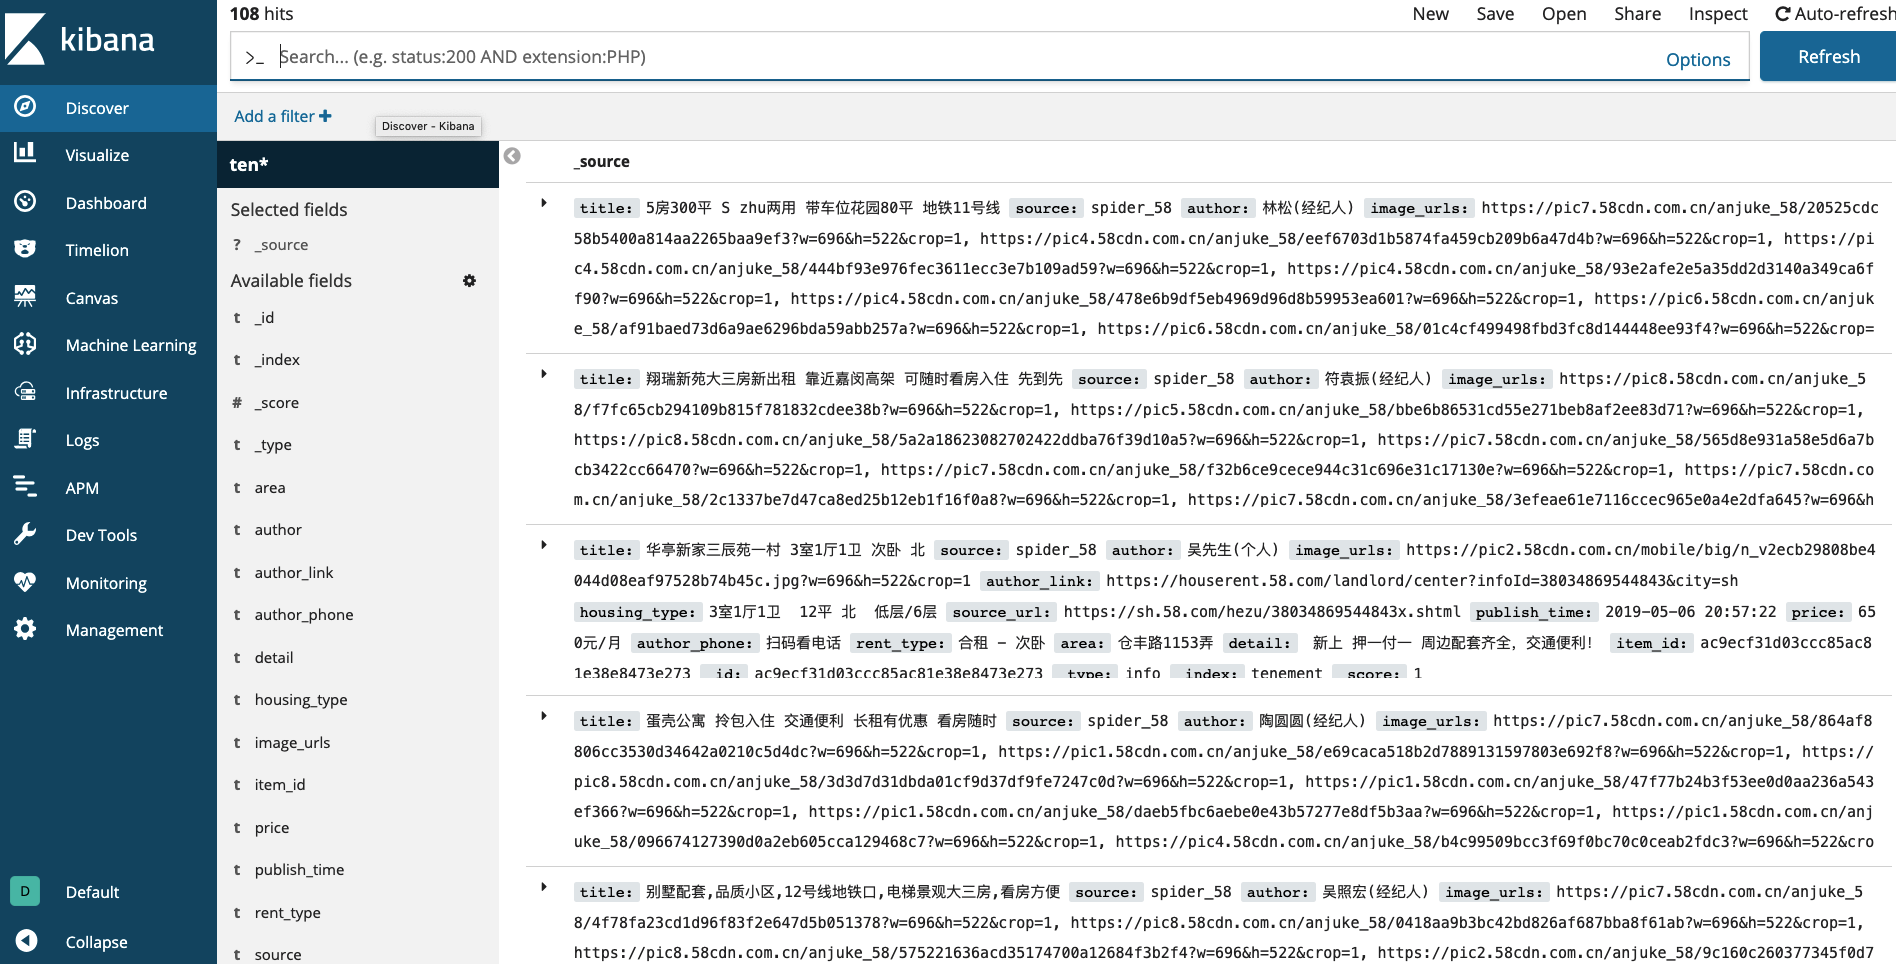 kibana
Discover
Visualize
Dashboard
Timelion
Canvas
Machine Learning
Infrastructure
Logs
APM
Dev Tools
Monitoring
Management
D Default
Collapse
108 hits
New Save Open Share Inspect Auto-refresh
>_ Search... (e.g. status:200 AND extension:PHP) Options Refresh
Add a filter +
Discover - Kibana
ten*
Selected fields
? _source
Available fields
t _id
t _index
# _score
t _type
t area
t author
t author_link
t author_phone
t detail
t housing_type
t image_urls
t item_id
t price
t publish_time
t rent_type
t source
_source
title: 5房300平 S zhu两用 带车位花园80平 地铁11号线 source: spider_58 author: 林松(经纪人) image_urls: https://pic7.58cdn.com.cn/anjuke_58/20525cdc
58b5400a814aa2265baa9ef3?w=696&h=522&crop=1, https://pic4.58cdn.com.cn/anjuke_58/eef6703d1b5874fa459cb209b6a47d4b?w=696&h=522&crop=1, https://pi
c4.58cdn.com.cn/anjuke_58/444bf93e976fec3611ecc3e7b109ad59?w=696&h=522&crop=1, https://pic4.58cdn.com.cn/anjuke_58/93e2afe2e5a35dd2d3140a349ca6f
f90?w=696&h=522&crop=1, https://pic4.58cdn.com.cn/anjuke_58/478e6b9df5eb4969d96d8b59953ea601?w=696&h=522&crop=1, https://pic6.58cdn.com.cn/anjuk
e_58/af91baed73d6a9ae6296bda59abb257a?w=696&h=522&crop=1, https://pic6.58cdn.com.cn/anjuke_58/01c4cf499498fbd3fc8d144448ee93f4?w=696&h=522&crop=
title: 翔瑞新苑大三房新出租 靠近嘉闵高架 可随时看房入住 先到先 source: spider_58 author: 符袁振(经纪人) image_urls: https://pic8.58cdn.com.cn/anjuke_5
8/f7fc65cb294109b815f781832cdee38b?w=696&h=522&crop=1, https://pic5.58cdn.com.cn/anjuke_58/bbe6b86531cd55e271beb8af2ee83d71?w=696&h=522&crop=1,
https://pic8.58cdn.com.cn/anjuke_58/5a2a18623082702422ddba76f39d10a5?w=696&h=522&crop=1, https://pic7.58cdn.com.cn/anjuke_58/565d8e931a58e5d6a7b
cb3422cc66470?w=696&h=522&crop=1, https://pic7.58cdn.com.cn/anjuke_58/f32b6ce9cece944c31c696e31c17130e?w=696&h=522&crop=1, https://pic7.58cdn.co
m.cn/anjuke_58/2c1337be7d47ca8ed25b12eb1f16f0a8?w=696&h=522&crop=1, https://pic7.58cdn.com.cn/anjuke_58/3efeae61e7116ccec965e0a4e2dfa645?w=696&h
title: 华亭新家三辰苑一村 3室1厅1卫 次卧 北 source: spider_58 author: 吴先生(个人) image_urls: https://pic2.58cdn.com.cn/mobile/big/n_v2ecb29808be4
044d08eaf97528b74b45c.jpg?w=696&h=522&crop=1 author_link: https://houserent.58.com/landlord/center?infoId=38034869544843&city=sh
housing_type: 3室1厅1卫 12平 北 低层/6层 source_url: https://sh.58.com/hezu/38034869544843x.shtml publish_time: 2019-05-06 20:57:22 price: 65
0元/月 author_phone: 扫码看电话 rent_type: 合租 - 次卧 area: 仓丰路1153弄 detail: 新上 押一付一 周边配套齐全，交通便利！ item_id: ac9ecf31d03ccc85ac8
1e38e8473e273 _id: ac9ecf31d03ccc85ac81e38e8473e273 _type: info _index: tenement _score: 1
title: 蛋壳公寓 拎包入住 交通便利 长租有优惠 看房随时 source: spider_58 author: 陶圆圆(经纪人) image_urls: https://pic7.58cdn.com.cn/anjuke_58/864af8
806cc3530d34642a0210c5d4dc?w=696&h=522&crop=1, https://pic1.58cdn.com.cn/anjuke_58/e69caca518b2d7889131597803e692f8?w=696&h=522&crop=1, https://
pic8.58cdn.com.cn/anjuke_58/3d3d7d31dbda01cf9d37df9fe7247c0d?w=696&h=522&crop=1, https://pic1.58cdn.com.cn/anjuke_58/47f77b24b3f53ee0d0aa236a543
ef366?w=696&h=522&crop=1, https://pic1.58cdn.com.cn/anjuke_58/daeb5fbc6aebe0e43b57277e8df5b3aa?w=696&h=522&crop=1, https://pic1.58cdn.com.cn/anj
uke_58/096674127390d0a2eb605cca129468c7?w=696&h=522&crop=1, https://pic4.58cdn.com.cn/anjuke_58/b4c99509bcc3f69f0bc70c0ceab2fdc3?w=696&h=522&cro
title: 别墅配套,品质小区,12号线地铁口,电梯景观大三房,看房方便 source: spider_58 author: 吴照宏(经纪人) image_urls: https://pic7.58cdn.com.cn/anjuke_5
8/4f78fa23cd1d96f83f2e647d5b051378?w=696&h=522&crop=1, https://pic8.58cdn.com.cn/anjuke_58/0418aa9b3bc42bd826af687bba8f61ab?w=696&h=522&crop=1,
https://pic8.58cdn.com.cn/anjuke_58/575221636acd35174700a12684f3b2f4?w=696&h=522&crop=1, https://pic2.58cdn.com.cn/anjuke_58/9c160c260377345f0d7